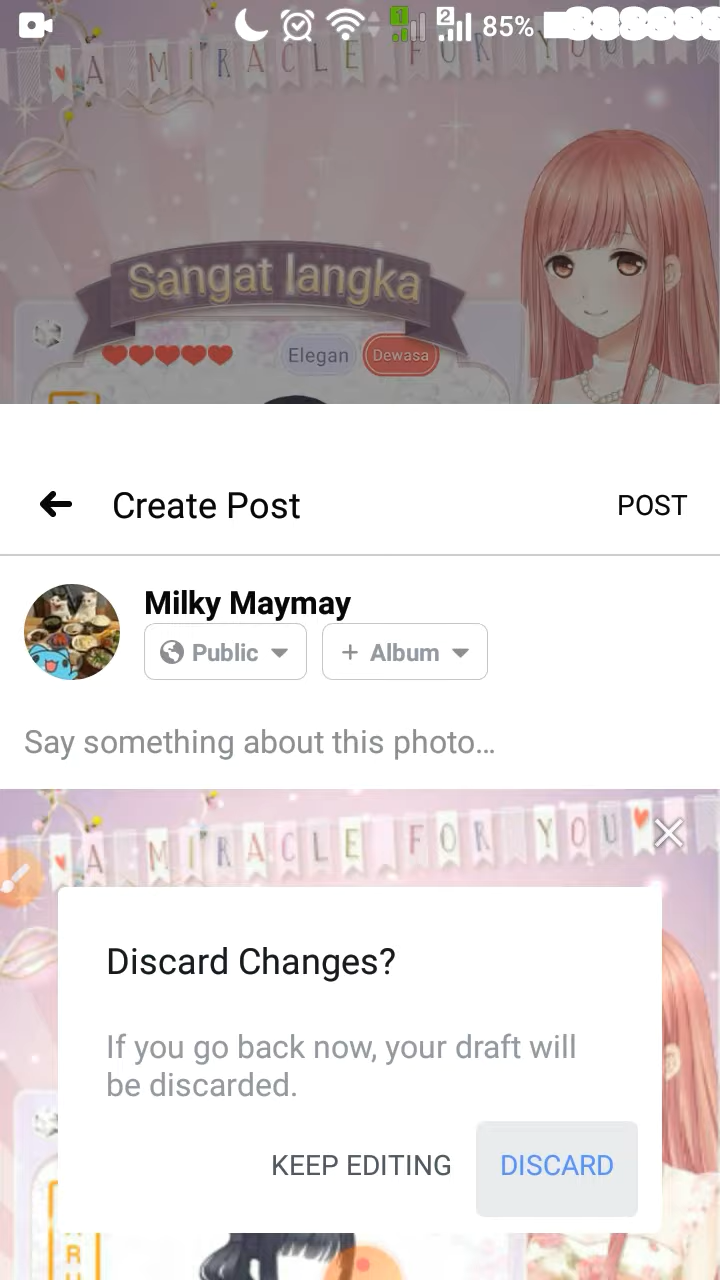 1 2 85%
A MIRACLE FOR YOU
Sangat langka
Elegan Dewasa
Create Post POST
Milky Maymay
Public + Album
Say something about this photo...
A MIRACLE FOR YOU
Discard Changes?
If you go back now, your draft will
be discarded.
KEEP EDITING DISCARD